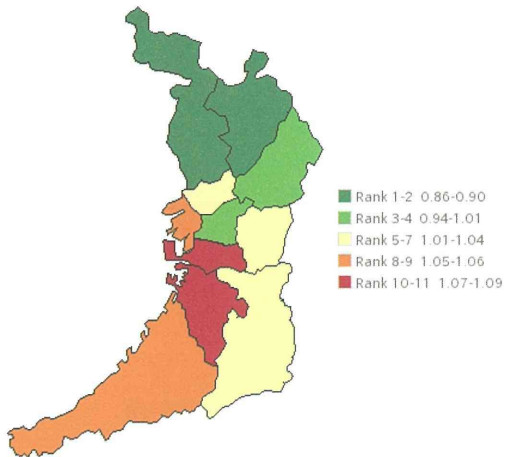 Rank 1-2 0.86-0.90
Rank 3-4 0.94-1.01
Rank 5-7 1.01-1.04
Rank 8-9 1.05-1.06
Rank 10-11 1.07-1.09